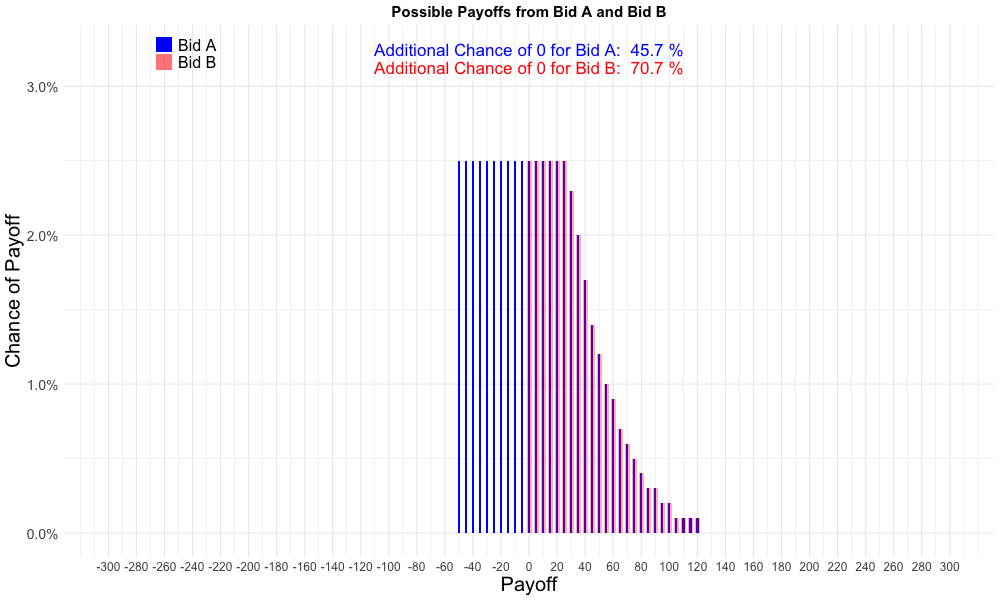 Possible Payoffs from Bid A and Bid B
Bid A
Bid B
Additional Chance of 0 for Bid A: 45.7 %
Additional Chance of 0 for Bid B: 70.7 %
Chance of Payoff
3.0%
2.0%
1.0%
0.0%
-300 -280 -260 -240 -220 -200 -180 -160 -140 -120 -100 -80 -60 -40 -20 0 20 40 60 80 100 120 140 160 180 200 220 240 260 280 300
Payoff